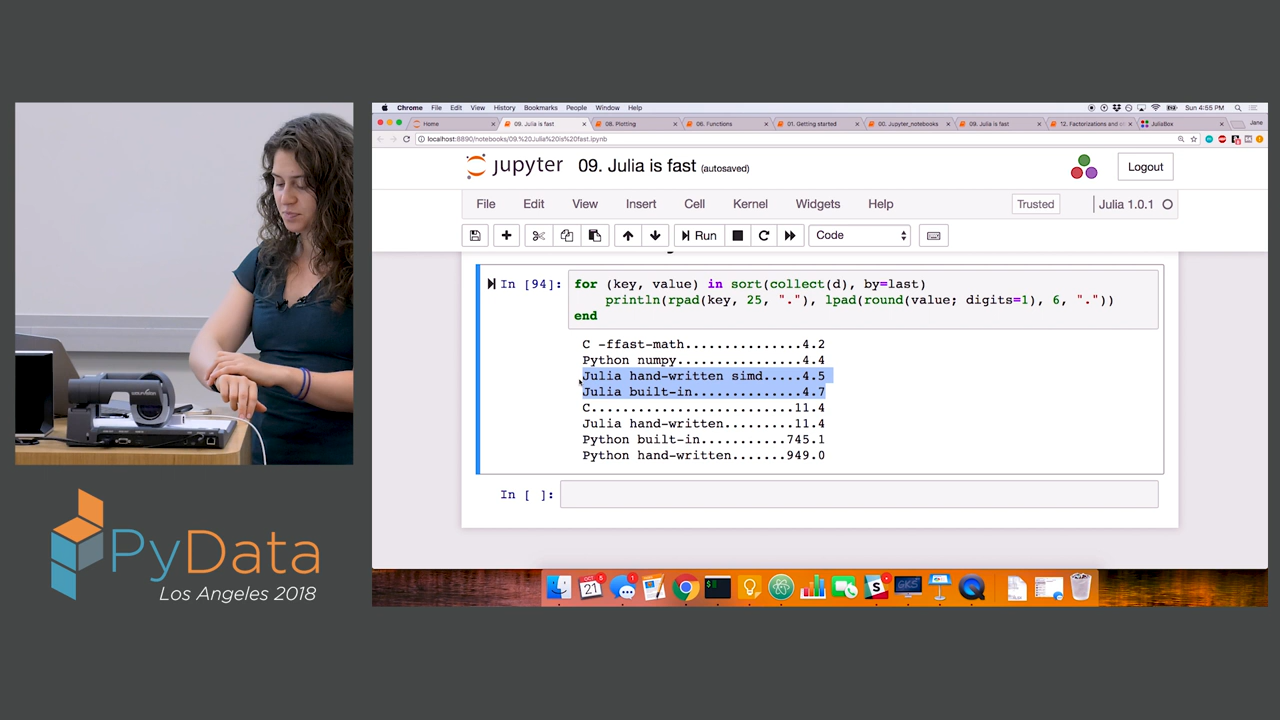 Chrome File Edit View History Bookmarks People Window Help
Sun 4:55 PM
Home
09. Julia is fast
08. Plotting
06. Functions
01. Getting started
00. Jupyter_notebooks
09. Julia is fast
JuliaBox
Jane
localhost:8890/notebooks/09.%20Julia%20is%20fast.ipynb
jupyter 09. Julia is fast (autosaved)
Logout
File Edit View Insert Cell Kernel Widgets Help
Trusted
Julia 1.0.1
Run
Code
In [94]:
for (key, value) in sort(collect(d), by=last)
println(rpad(key, 25, "."), lpad(round(value; digits=1), 6, "."))
end
C -ffast-math...............4.2
Python numpy................4.4
Julia hand-written simd.....4.5
Julia built-in..............4.7
C..........................11.4
Julia hand-written.........11.4
Python built-in...........745.1
Python hand-written.......949.0
In [ ]:
21
GKS
PyData
Los Angeles 2018